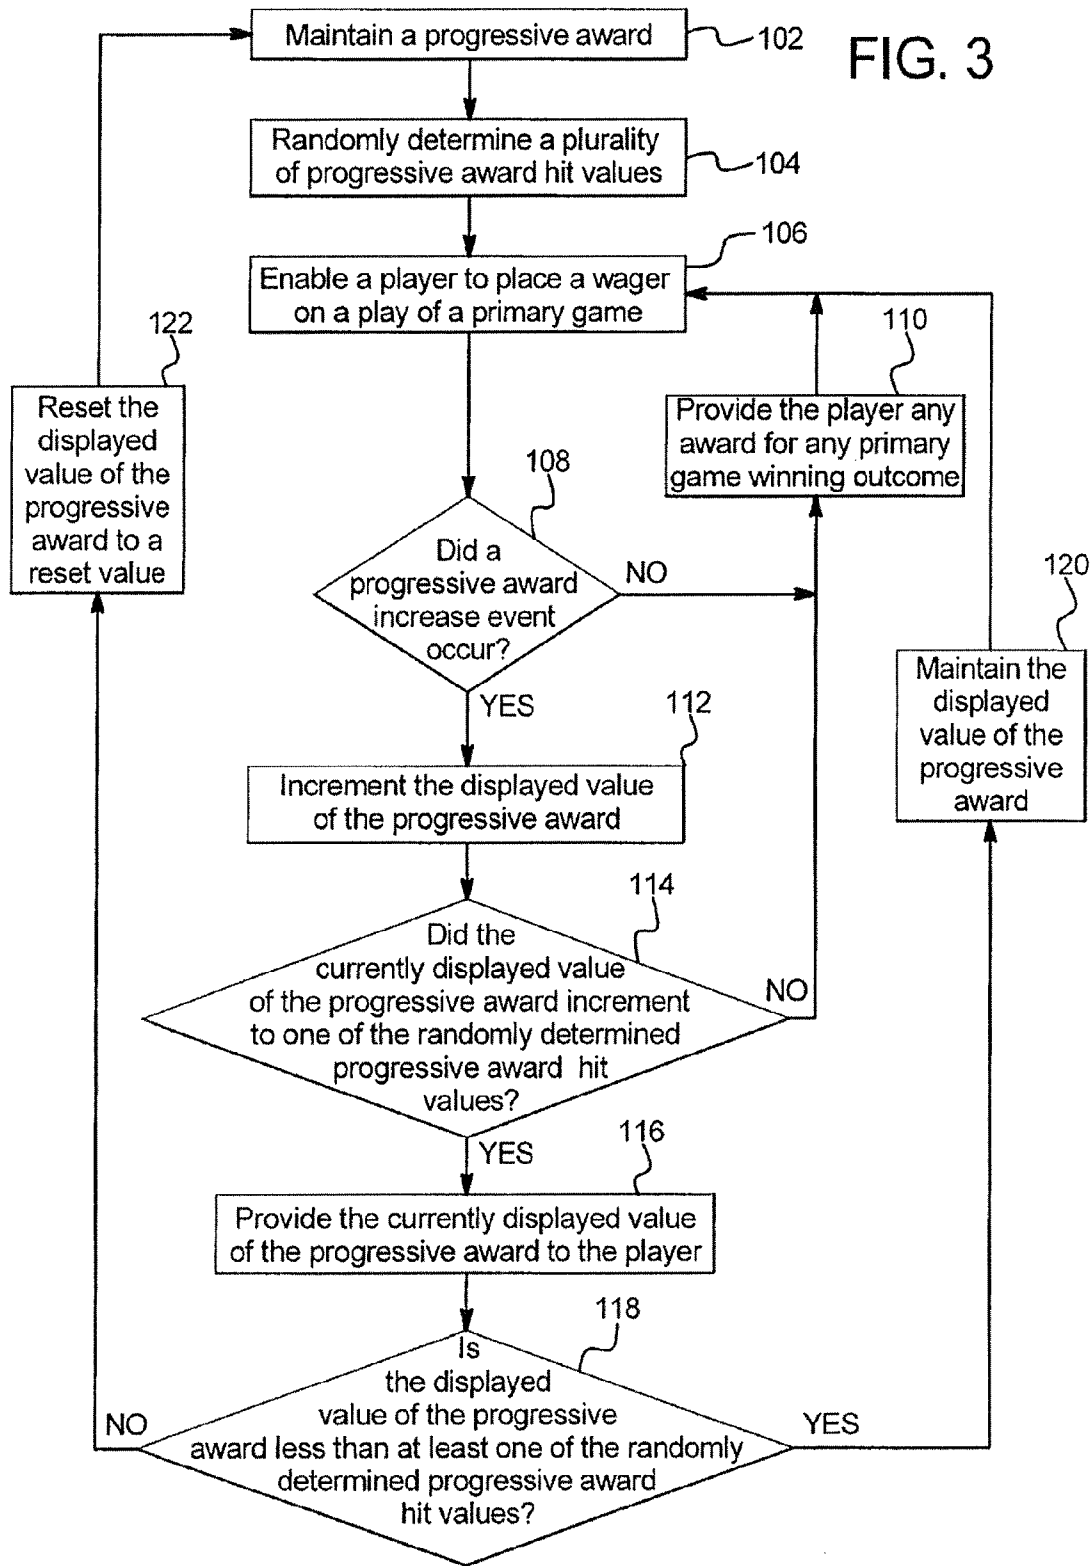 FIG. 3
Maintain a progressive award
102
Randomly determine a plurality
of progressive award hit values
104
106
Enable a player to place a wager
on a play of a primary game
122
Reset the
displayed
value of the
progressive
award to a
reset value
110
Provide the player any
award for any primary
game winning outcome
108
Did a
progressive award
increase event
occur?
NO
YES
120
Maintain the
displayed
value of the
progressive
award
112
Increment the displayed value
of the progressive award
114
Did the
currently displayed value
of the progressive award increment
to one of the randomly determined
progressive award hit
values?
NO
YES
116
Provide the currently displayed value
of the progressive award to the player
118
Is
the displayed
value of the progressive
award less than at least one of the randomly
determined progressive award
hit values?
NO
YES